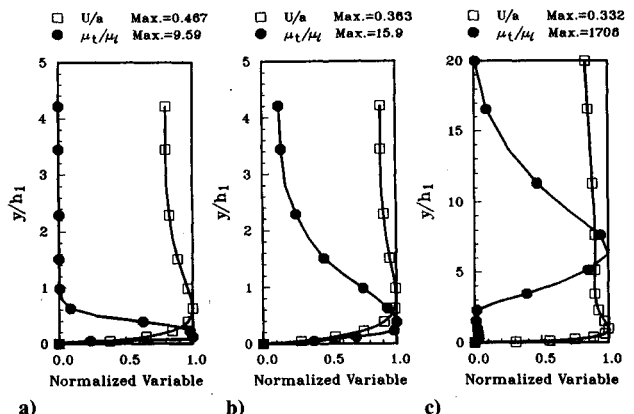 U/a Max.=0.467
μt/μl Max.=9.59
U/a Max.=0.363
μt/μl Max.=15.9
U/a Max.=0.332
μt/μl Max.=1706
5
4
3
2
1
0
y/h1
0.0 0.5 1.0
Normalized Variable
a)
5
4
3
2
1
0
y/h1
0.0 0.5 1.0
Normalized Variable
b)
20
15
10
5
0
y/h1
0.0 0.5 1.0
Normalized Variable
c)